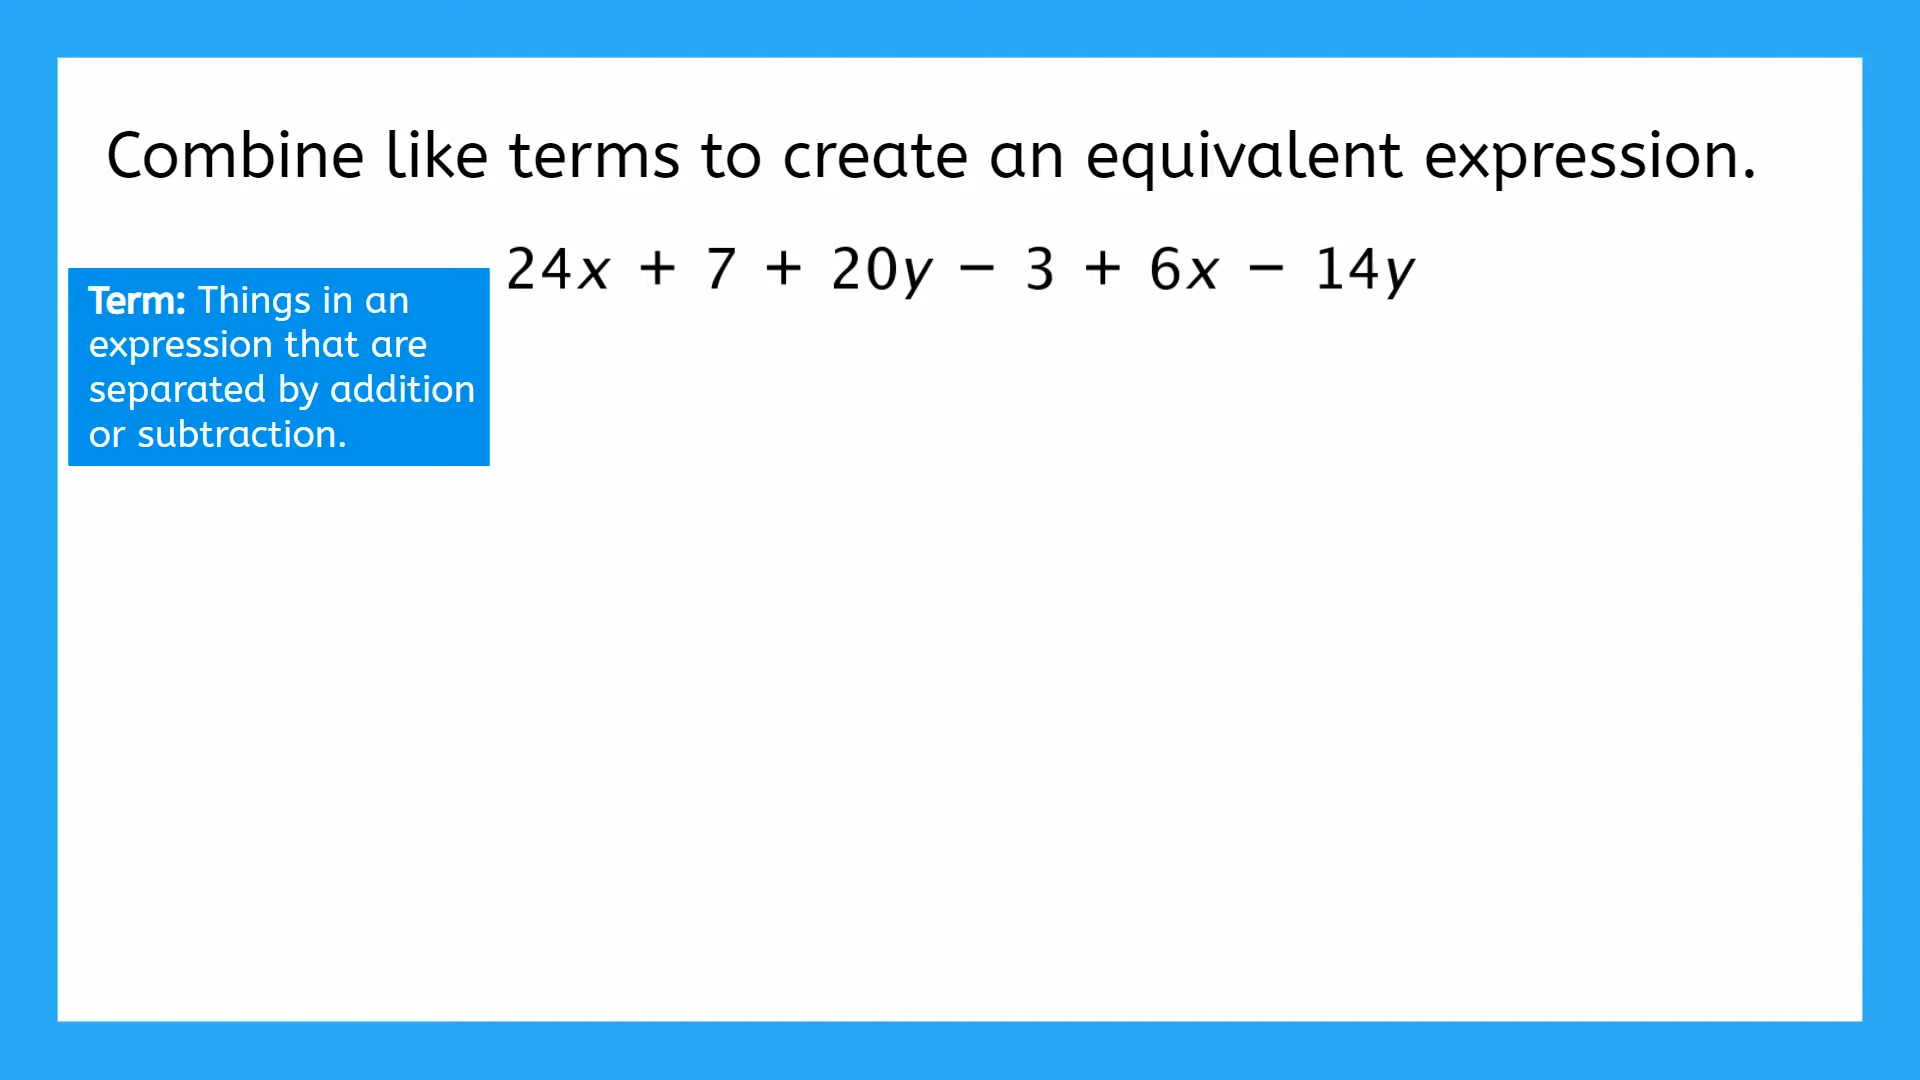 Combine like terms to create an equivalent expression.
24x + 7 + 20y − 3 + 6x − 14y
Term: Things in an
expression that are
separated by addition
or subtraction.